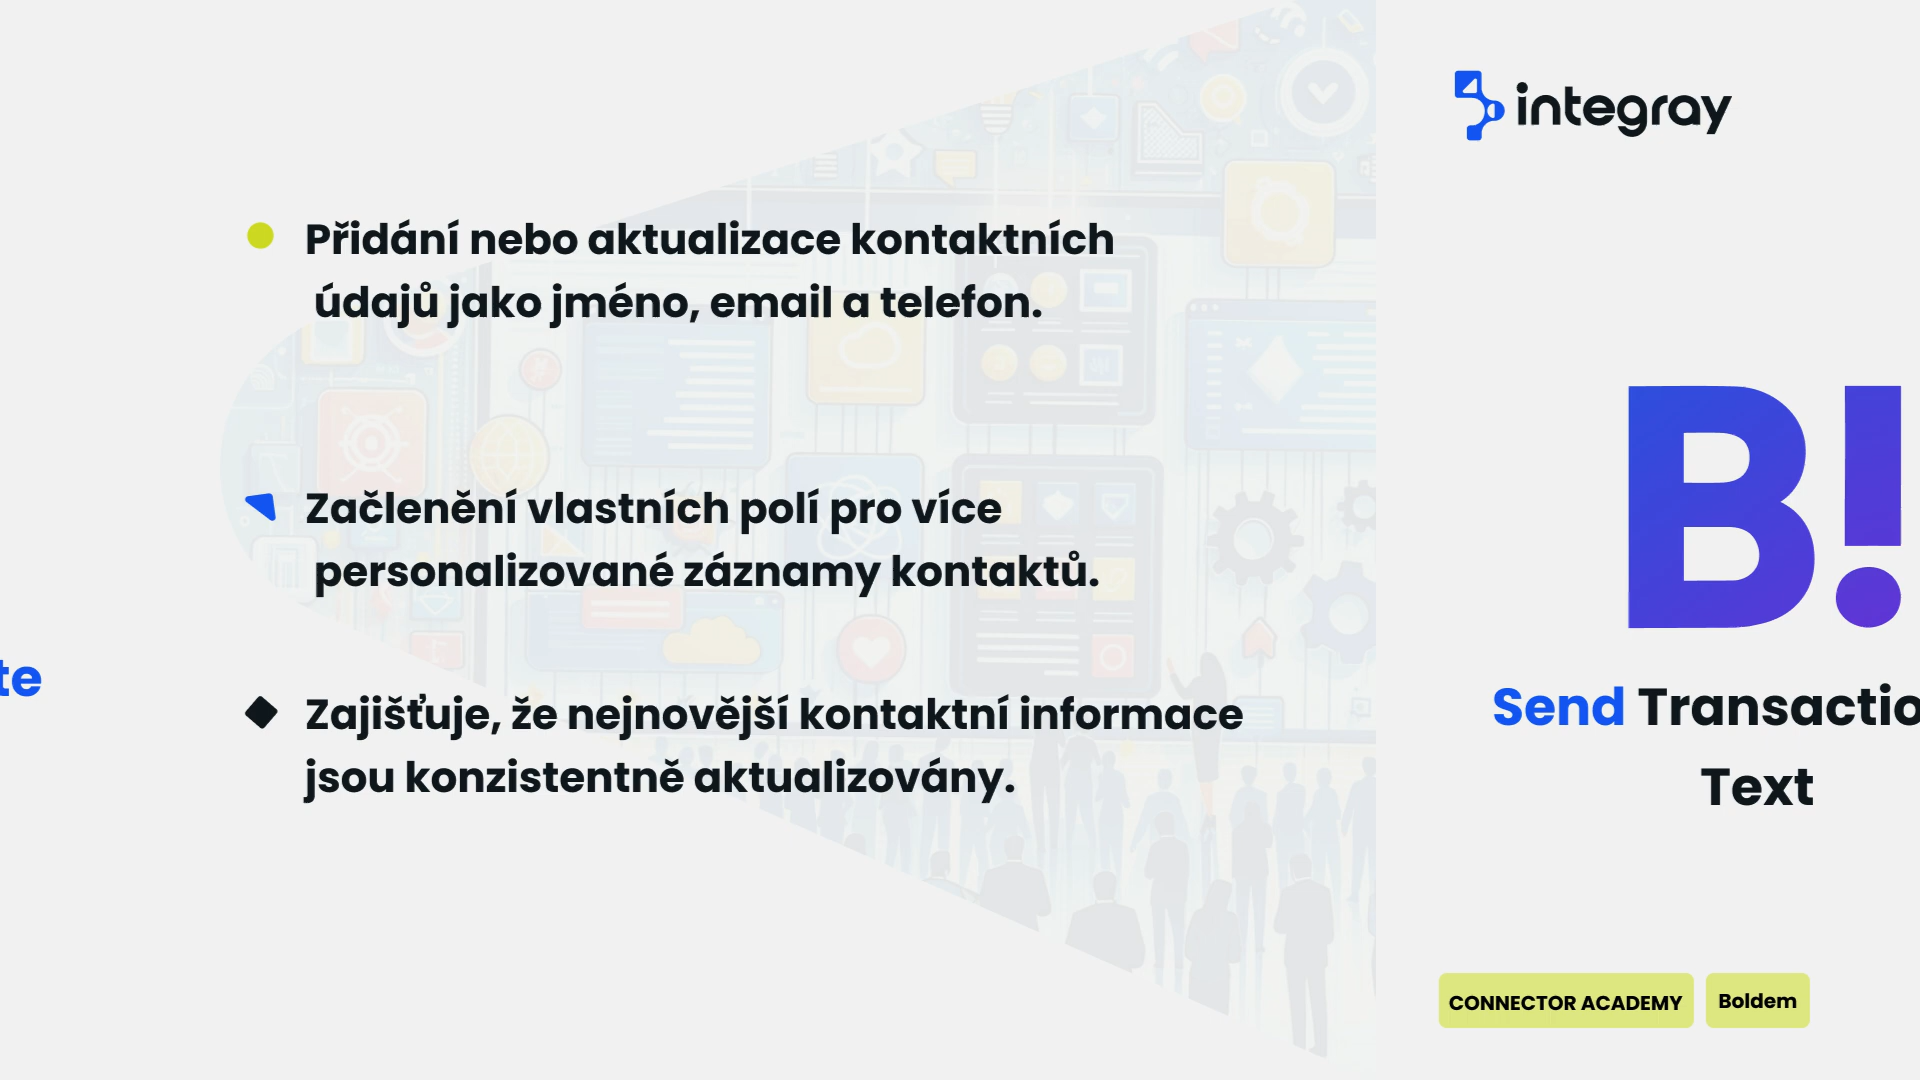 integray
Přidání nebo aktualizace kontaktních
údajů jako jméno, email a telefon.
Začlenění vlastních polí pro více
personalizované záznamy kontaktů.
Zajišťuje, že nejnovější kontaktní informace
jsou konzistentně aktualizovány.
te
B!
Send Transactio
Text
CONNECTOR ACADEMY
Boldem